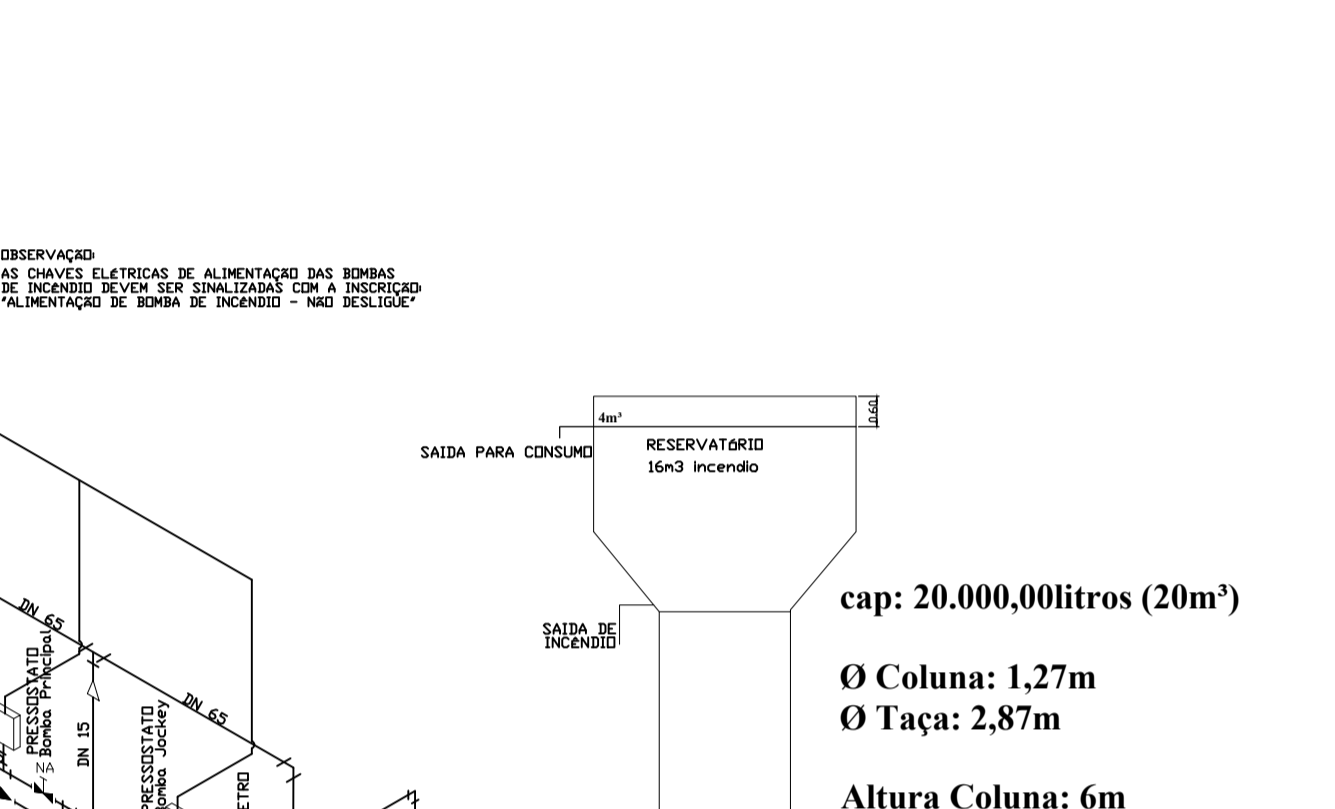 OBSERVAÇÃO:
AS CHAVES ELÉTRICAS DE ALIMENTAÇÃO DAS BOMBAS
DE INCÊNDIO DEVEM SER SINALIZADAS COM A INSCRIÇÃO:
"ALIMENTAÇÃO DE BOMBA DE INCÊNDIO - NÃO DESLIGUE"
4m³
0.60
SAIDA PARA CONSUMO
RESERVATÓRIO
16m3 incendio
SAIDA DE
INCÊNDIO
cap: 20.000,00litros (20m³)
Ø Coluna: 1,27m
Ø Taça: 2,87m
Altura Coluna: 6m
DN 65
PRESSOSTATO
Bomba Principal
NA
DN 15
DN 65
PRESSOSTATO
omba Jockey
ETRO